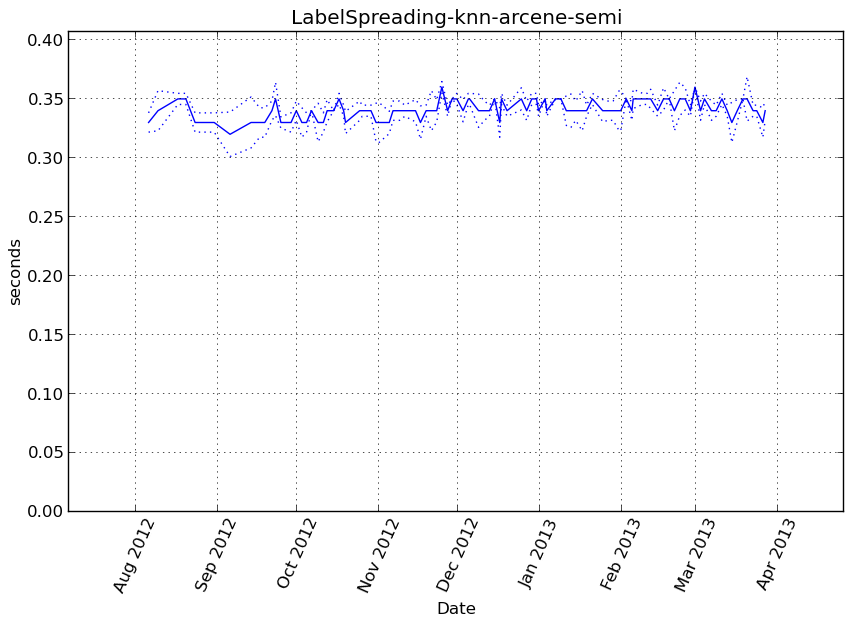 LabelSpreading-knn-arcene-semi
0.40
0.35
0.30
0.25
0.20
0.15
0.10
0.05
0.00
seconds
Aug 2012
Sep 2012
Oct 2012
Nov 2012
Dec 2012
Jan 2013
Feb 2013
Mar 2013
Apr 2013
Date